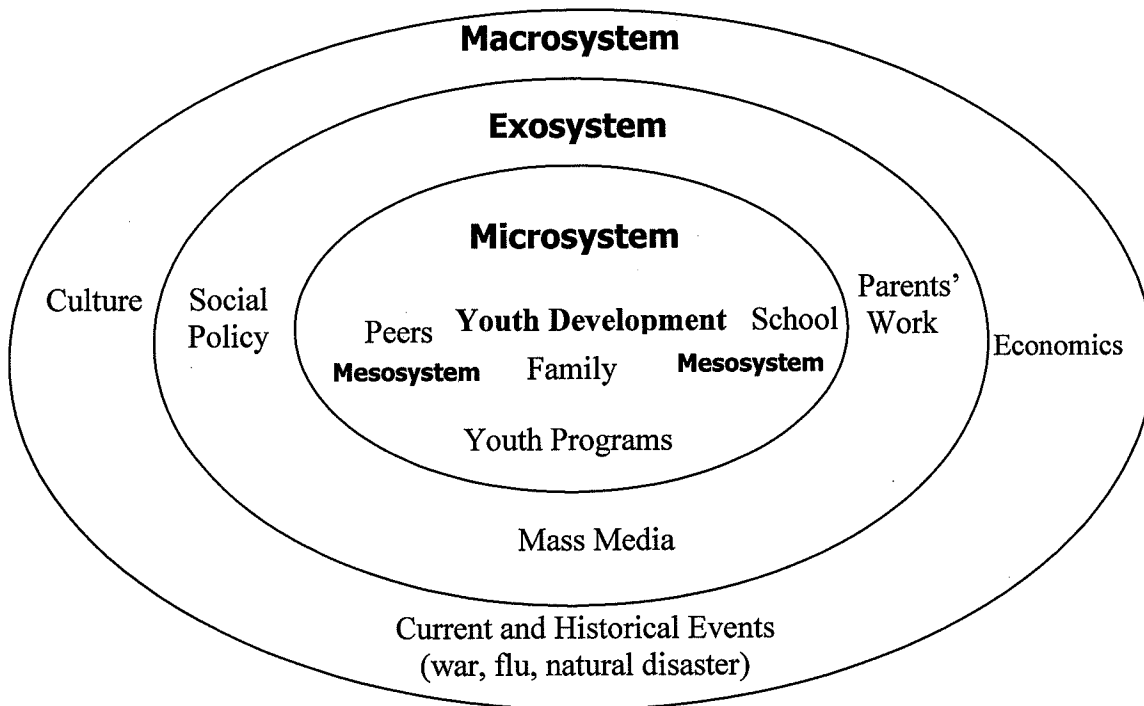 Macrosystem
Exosystem
Microsystem
Culture
Social
Policy
Peers
Youth Development
School
Parents'
Work
Economics
Mesosystem
Family
Mesosystem
Youth Programs
Mass Media
Current and Historical Events
(war, flu, natural disaster)